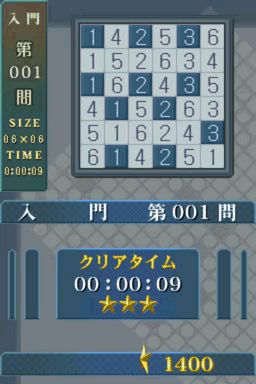 入門
第
001
問
SIZE
06×06
TIME
0:00:09
1 4 2 5 3 6
1 5 2 6 3 3
1 6 2 4 3 5
4 1 5 2 6 3
5 1 6 2 4 3
6 1 4 2 5 1
入 門 第001問
クリアタイム
00:00:09
1400